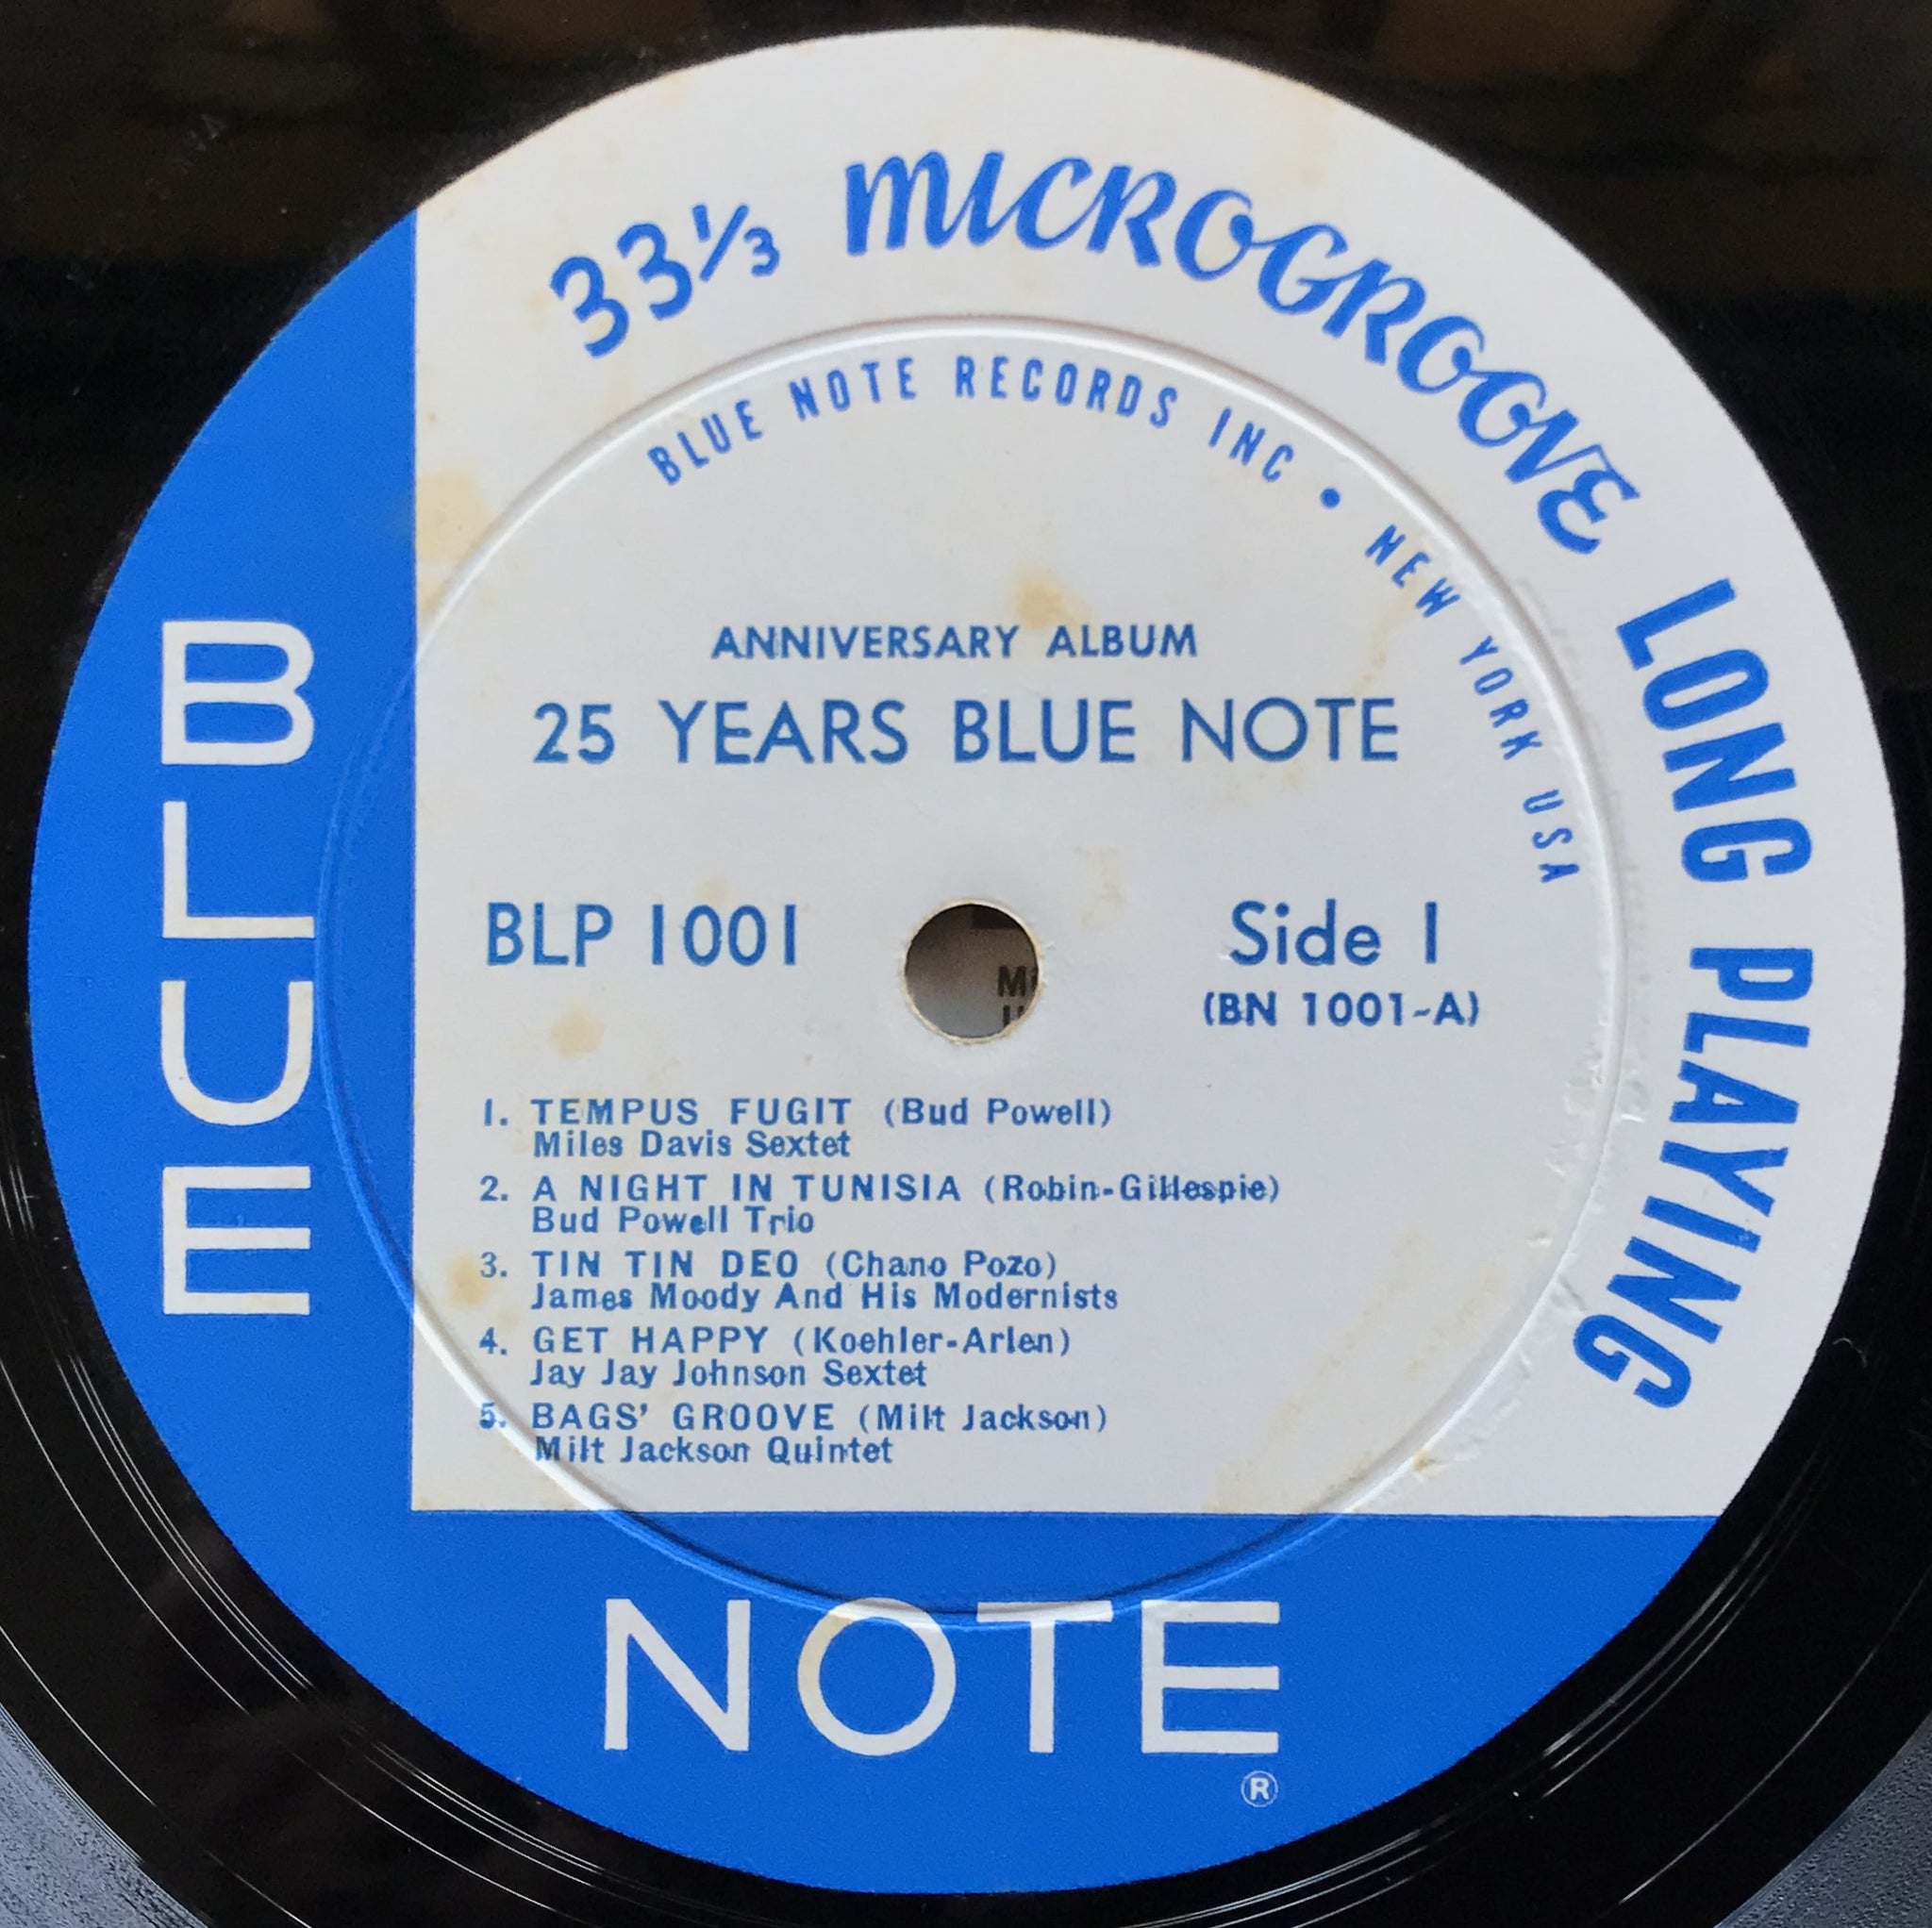 33⅓ MICROGROOVE LONG PLAYING
BLUE NOTE RECORDS INC • NEW YORK USA
ANNIVERSARY ALBUM
25 YEARS BLUE NOTE
BLP 1001
Side 1
(BN 1001-A)
1. TEMPUS FUGIT (Bud Powell)
Miles Davis Sextet
2. A NIGHT IN TUNISIA (Robin-Gillespie)
Bud Powell Trio
3. TIN TIN DEO (Chano Pozo)
James Moody And His Modernists
4. GET HAPPY (Koehler-Arlen)
Jay Jay Johnson Sextet
5. BAGS' GROOVE (Milt Jackson)
Milt Jackson Quintet
BLUE
NOTE
®